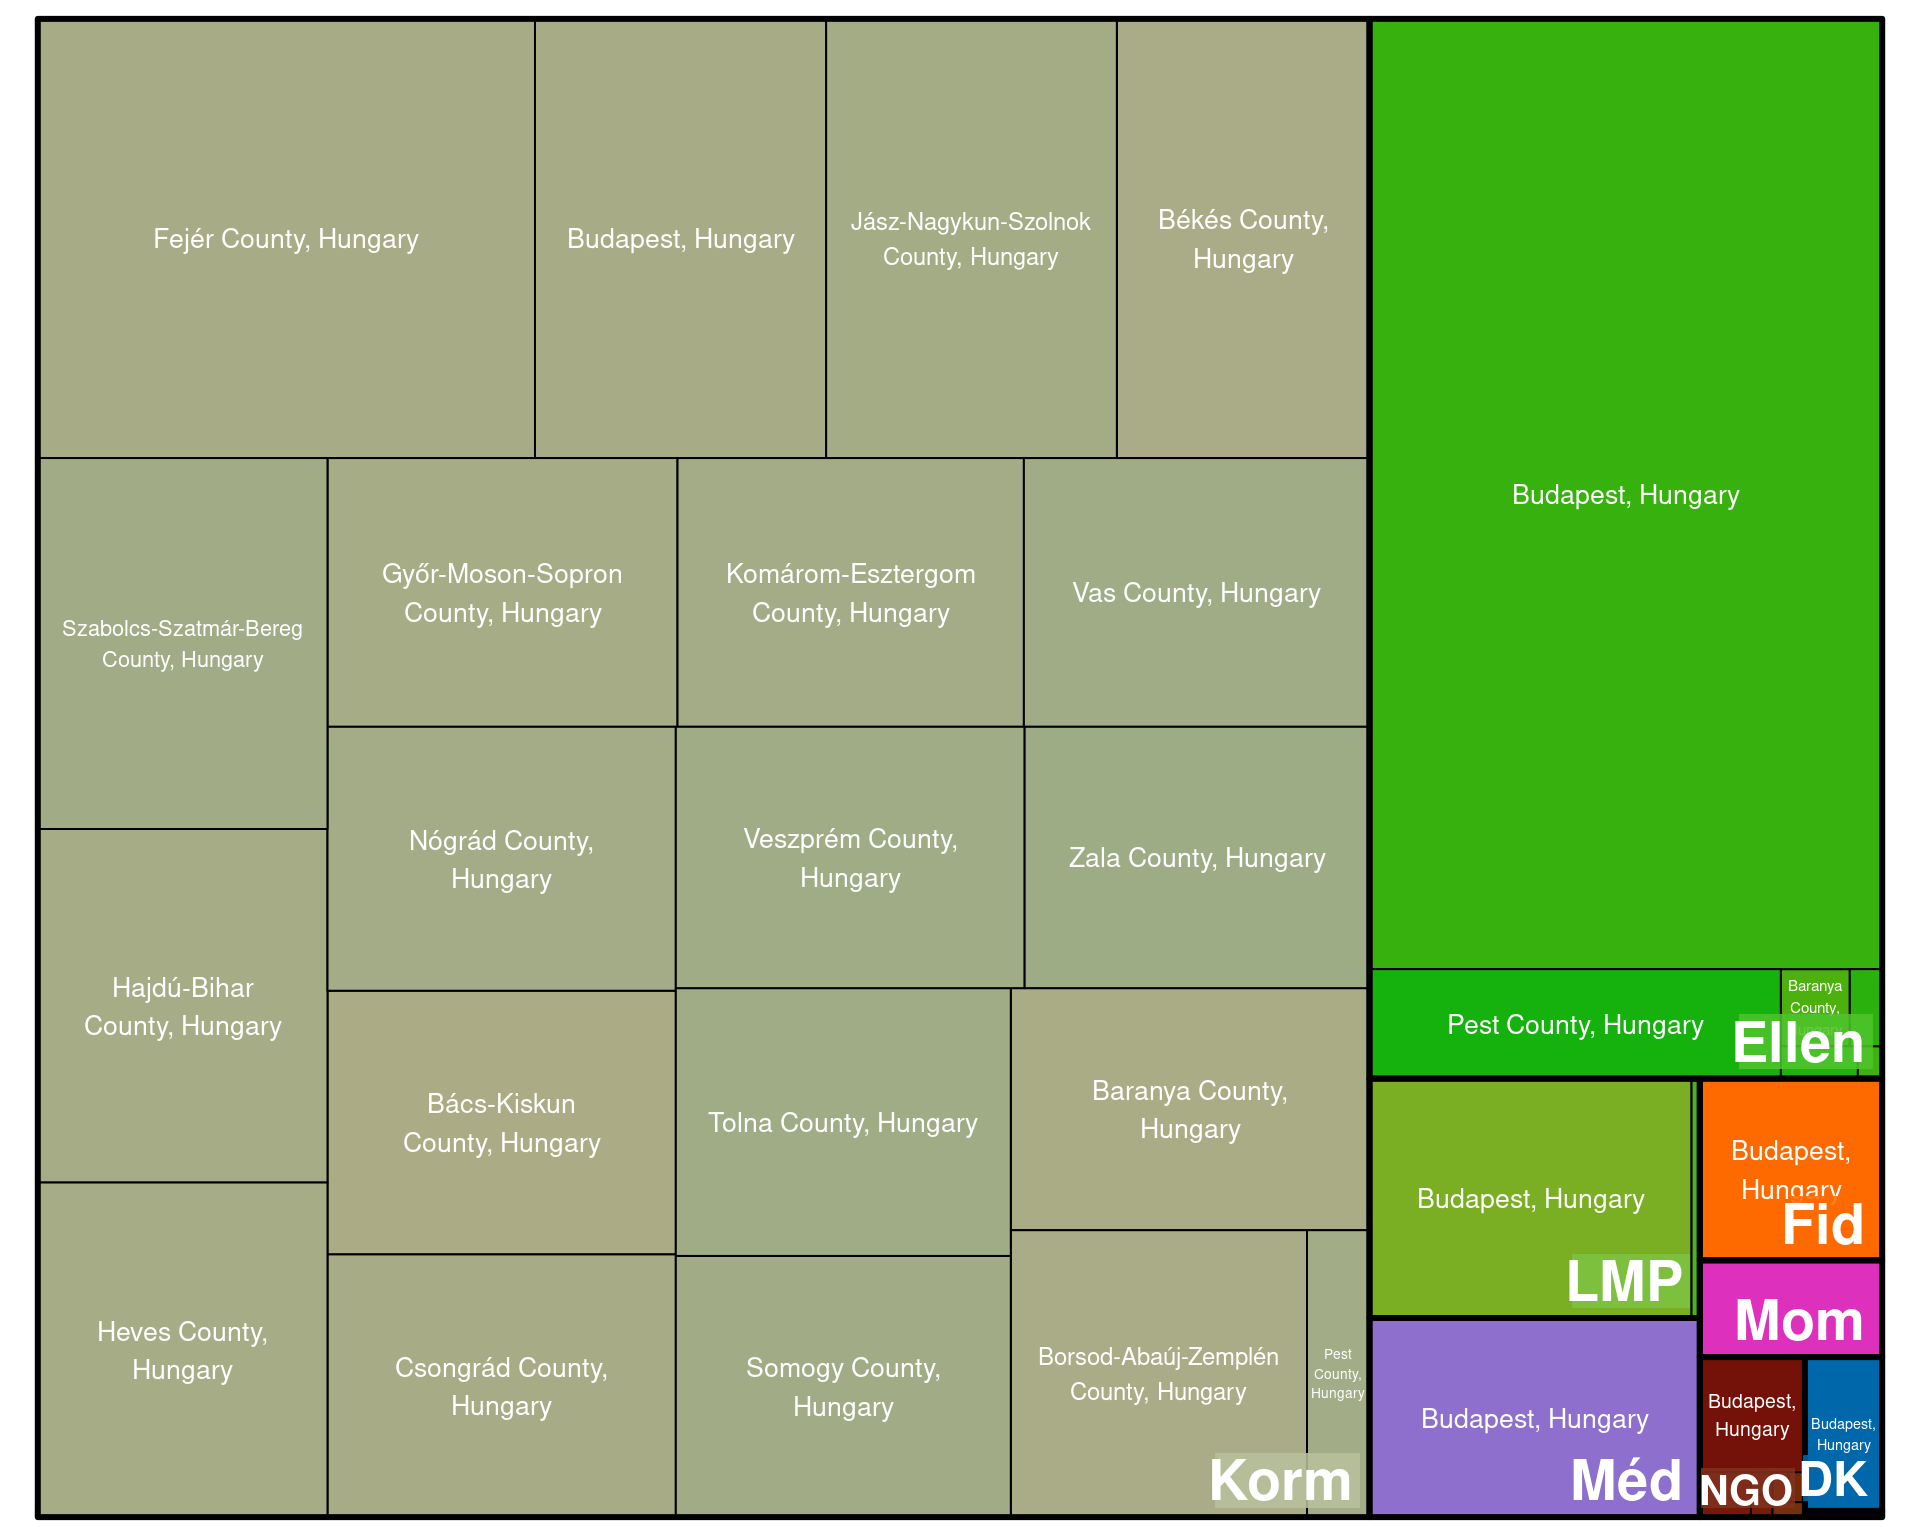 Fejér County, Hungary
Budapest, Hungary
Jász-Nagykun-Szolnok
County, Hungary
Békés County,
Hungary
Szabolcs-Szatmár-Bereg
County, Hungary
Győr-Moson-Sopron
County, Hungary
Komárom-Esztergom
County, Hungary
Vas County, Hungary
Nógrád County,
Hungary
Veszprém County,
Hungary
Zala County, Hungary
Hajdú-Bihar
County, Hungary
Bács-Kiskun
County, Hungary
Tolna County, Hungary
Baranya County,
Hungary
Heves County,
Hungary
Csongrád County,
Hungary
Somogy County,
Hungary
Borsod-Abaúj-Zemplén
County, Hungary
Pest
County,
Hungary
Korm
Budapest, Hungary
Pest County, Hungary
Baranya
County,
Ellen
Budapest, Hungary
LMP
Budapest,
Hungary
Fid
Mom
Budapest, Hungary
Méd
Budapest,
Hungary
NGO
Budapest,
Hungary
DK